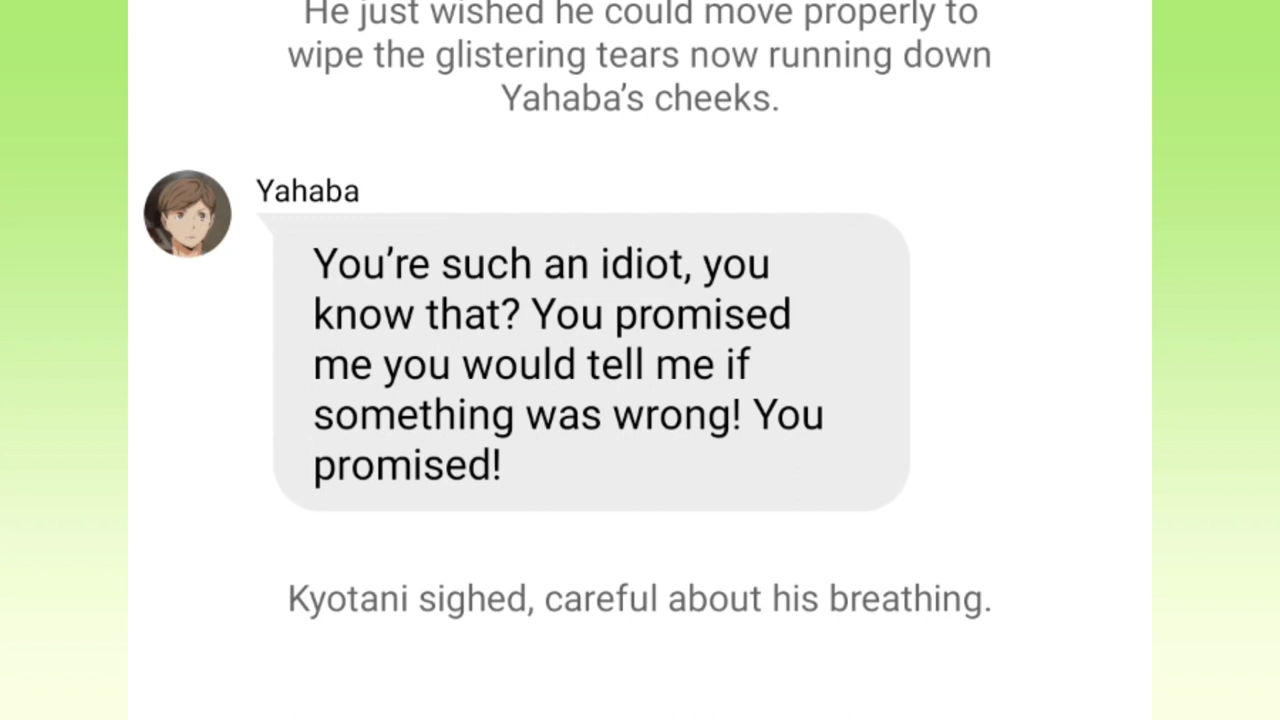 He just wished he could move properly to
wipe the glistering tears now running down
Yahaba’s cheeks.
Yahaba
You’re such an idiot, you
know that? You promised
me you would tell me if
something was wrong! You
promised!
Kyotani sighed, careful about his breathing.